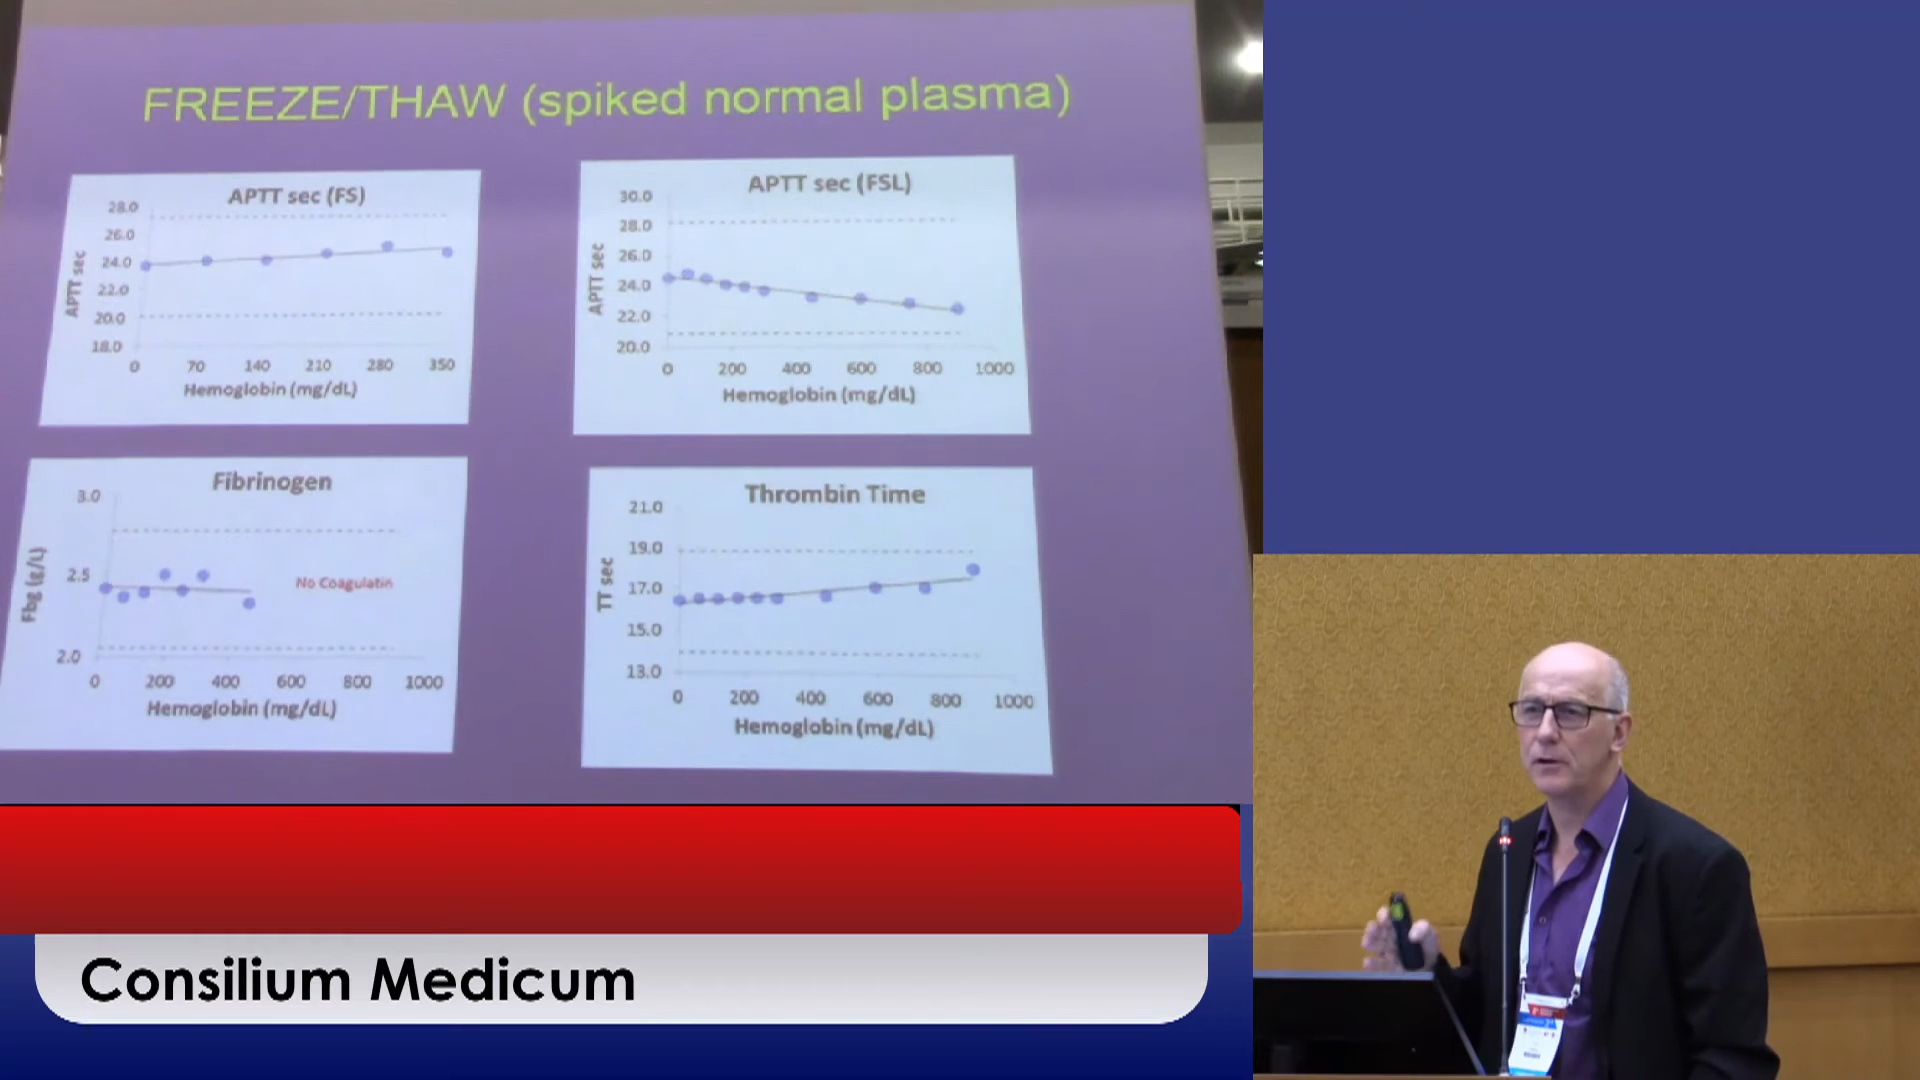 FREEZE/THAW (spiked normal plasma)
APTT sec (FS)
28.0
26.0
24.0
22.0
20.0
18.0
APTT sec
0 70 140 210 280 350
Hemoglobin (mg/dL)
APTT sec (FSL)
30.0
28.0
26.0
24.0
22.0
20.0
APTT sec
0 200 400 600 800 1000
Hemoglobin (mg/dL)
Fibrinogen
3.0
2.5
2.0
Fbg (g/L)
No Coagulatin
0 200 400 600 800 1000
Hemoglobin (mg/dL)
Thrombin Time
21.0
19.0
17.0
15.0
13.0
TT sec
0 200 400 600 800 1000
Hemoglobin (mg/dL)
Consilium Medicum